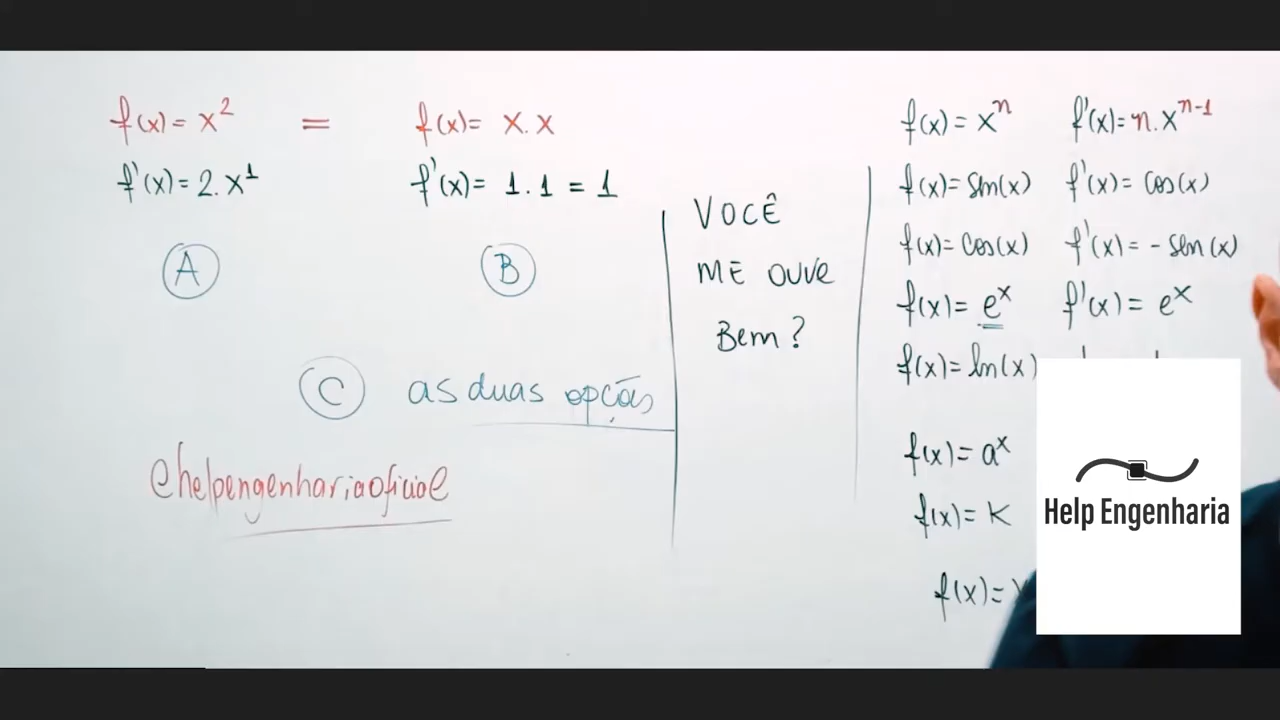 f(x) = x² = f(x) = x . x
f'(x) = 2 . x¹ f'(x) = 1 . 1 = 1
A B
C as duas opções
@helpengenhariaoficial
VOCÊ
ME OUVE
Bem?
f(x) = xⁿ f'(x) = n . xⁿ⁻¹
f(x) = sen(x) f'(x) = cos(x)
f(x) = cos(x) f'(x) = - sen(x)
f(x) = eˣ f'(x) = eˣ
f(x) = ln(x)
f(x) = aˣ
f(x) = K
f(x) =
Help Engenharia